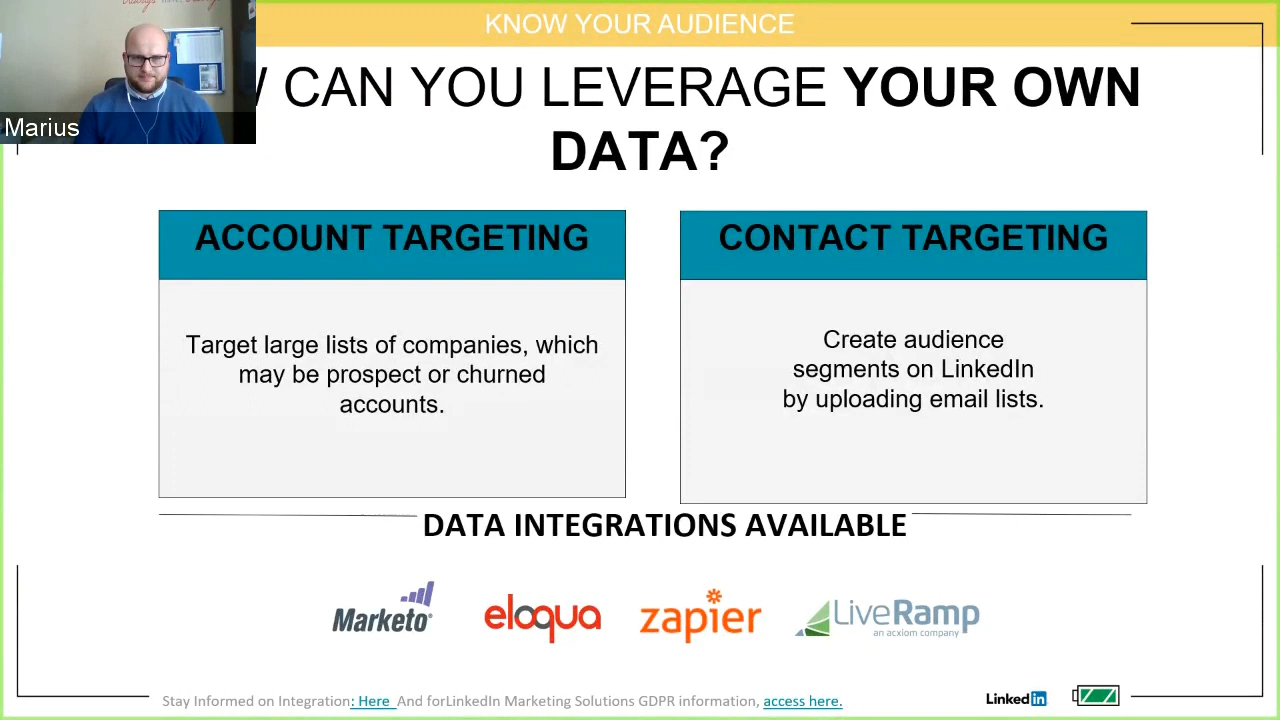 KNOW YOUR AUDIENCE
CAN YOU LEVERAGE YOUR OWN
DATA?
Marius
ACCOUNT TARGETING
Target large lists of companies, which
may be prospect or churned
accounts.
CONTACT TARGETING
Create audience
segments on LinkedIn
by uploading email lists.
DATA INTEGRATIONS AVAILABLE
Marketo
eloqua
zapier
LiveRamp
an acxiom company
Stay Informed on Integration: Here And forLinkedIn Marketing Solutions GDPR information, access here.
Linked in